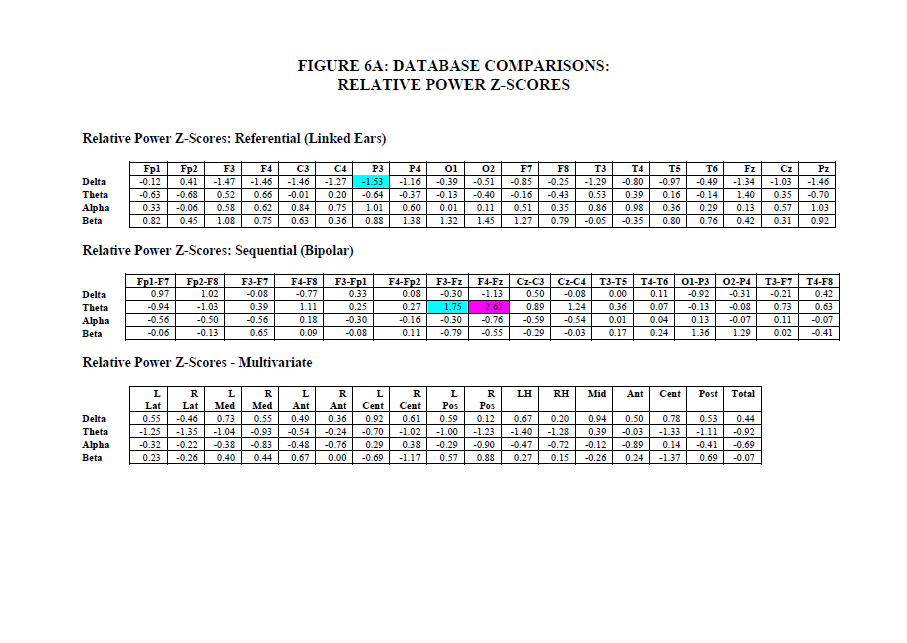 FIGURE 6A: DATABASE COMPARISONS:
RELATIVE POWER Z-SCORES
Relative Power Z-Scores: Referential (Linked Ears)
Fp1 Fp2 F3 F4 C3 C4 P3 P4 O1 O2 F7 F8 T3 T4 T5 T6 Fz Cz Pz
Delta -0.12 0.41 -1.47 -1.46 -1.46 -1.27 -1.53 -1.16 -0.39 -0.51 -0.85 -0.25 -1.29 -0.80 -0.97 -0.49 -1.34 -1.03 -1.46
Theta -0.63 -0.68 0.52 0.66 -0.01 0.20 -0.64 -0.37 -0.13 -0.40 -0.16 -0.43 0.53 0.39 0.16 -0.14 1.40 0.35 -0.70
Alpha 0.33 -0.06 0.58 0.62 0.84 0.75 1.01 0.60 0.01 0.11 0.51 0.35 0.86 0.98 0.36 0.29 0.13 0.57 1.03
Beta 0.82 0.45 1.08 0.75 0.63 0.36 0.88 1.38 1.32 1.45 1.27 0.79 -0.05 -0.35 0.80 0.76 0.42 0.31 0.92
Relative Power Z-Scores: Sequential (Bipolar)
Fp1-F7 Fp2-F8 F3-F7 F4-F8 F3-Fp1 F4-Fp2 F3-Fz F4-Fz Cz-C3 Cz-C4 T3-T5 T4-T6 O1-P3 O2-P4 T3-F7 T4-F8
Delta 0.97 1.02 -0.08 -0.77 0.33 0.08 -0.30 -1.13 0.50 -0.08 0.00 0.11 -0.92 -0.31 -0.21 0.42
Theta -0.94 -1.03 0.39 1.11 0.25 0.27 1.75 2.62 0.89 1.24 0.36 0.07 -0.13 -0.08 0.73 0.63
Alpha -0.56 -0.50 -0.56 0.18 -0.30 -0.16 -0.30 -0.76 -0.59 -0.54 0.01 0.04 0.13 -0.07 0.11 -0.07
Beta -0.06 -0.13 0.65 0.09 -0.08 0.11 -0.79 -0.55 -0.29 -0.03 0.17 0.24 1.36 1.29 0.02 -0.41
Relative Power Z-Scores - Multivariate
L R L R L R L R L R LH RH Mid Ant Cent Post Total
Lat Lat Med Med Ant Ant Cent Cent Pos Pos
Delta 0.55 -0.46 0.73 0.55 0.49 0.36 0.92 0.61 0.59 0.12 0.67 0.20 0.94 0.50 0.78 0.53 0.44
Theta -1.25 -1.35 -1.04 -0.93 -0.54 -0.24 -0.70 -1.02 -1.00 -1.23 -1.40 -1.28 0.39 -0.03 -1.33 -1.11 -0.92
Alpha -0.32 -0.22 -0.38 -0.83 -0.48 -0.76 0.29 0.38 -0.29 -0.90 -0.47 -0.72 -0.12 -0.89 0.14 -0.41 -0.69
Beta 0.23 -0.26 0.40 0.44 0.67 0.00 -0.69 -1.17 0.57 0.88 0.27 0.15 -0.26 0.24 -1.37 0.69 -0.07